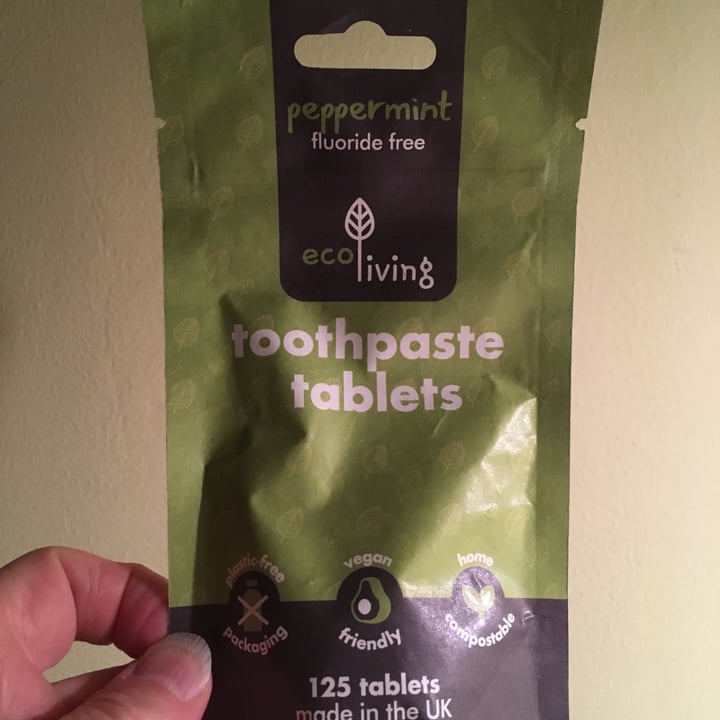 peppermint
fluoride free
eco living
toothpaste
tablets
plastic-free
packaging
vegan
friendly
home
compostable
125 tablets
made in the UK